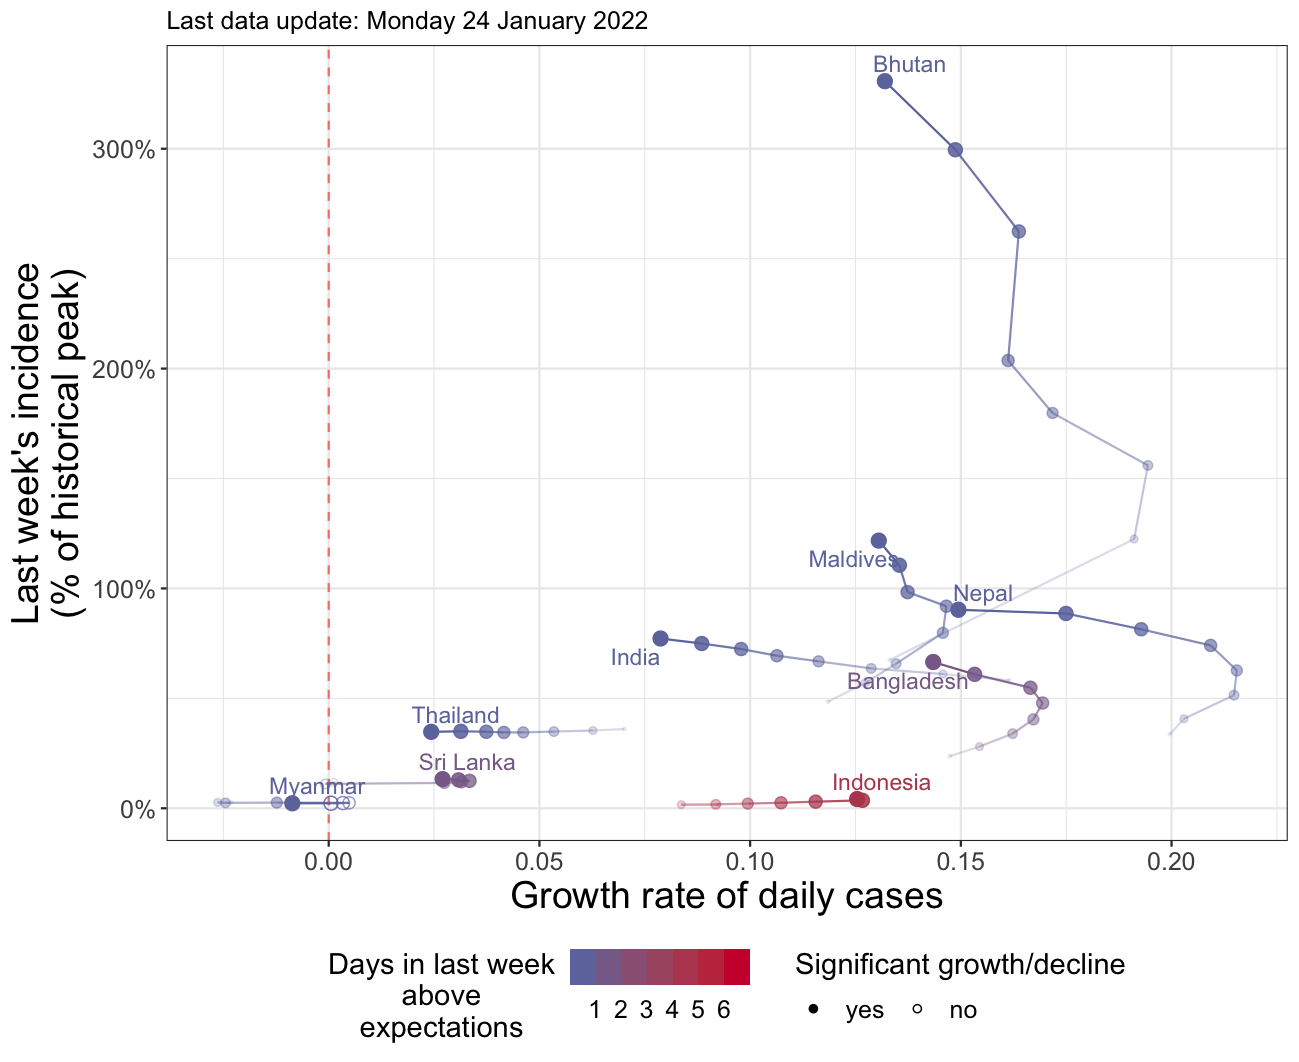 Last data update: Monday 24 January 2022
Bhutan
300%
200%
Maldives
100%
Nepal
India
Bangladesh
Thailand
Sri Lanka
Myanmar
Indonesia
0%
Last week's incidence
(% of historical peak)
0.00 0.05 0.10 0.15 0.20
Growth rate of daily cases
Days in last week
above
expectations
1 2 3 4 5 6
Significant growth/decline
yes no